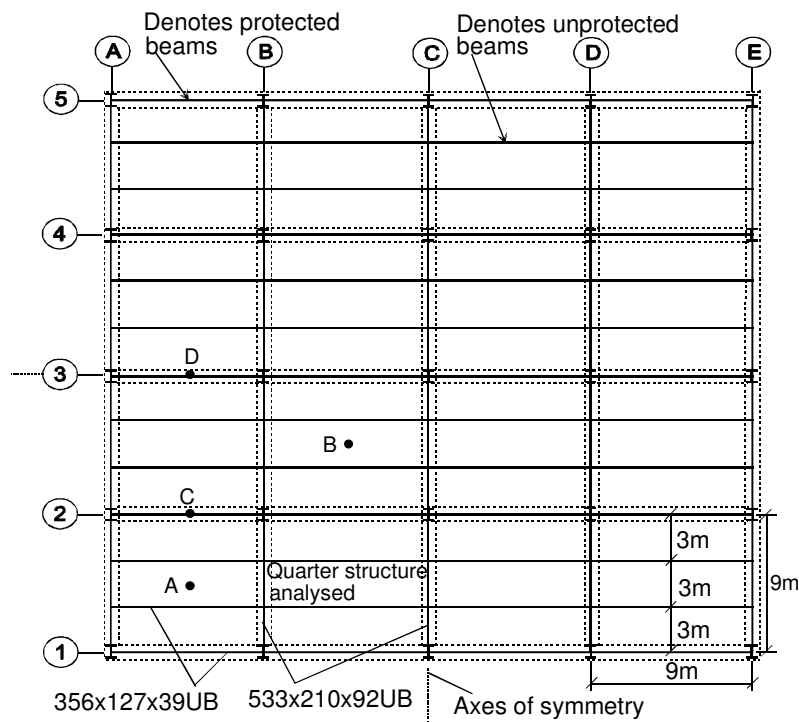 Denotes protected
beams
Denotes unprotected
beams
A
B
C
D
E
5
4
D
3
B
C
2
3m
Quarter structure
analysed
A
3m
9m
3m
1
356x127x39UB
533x210x92UB
Axes of symmetry
9m